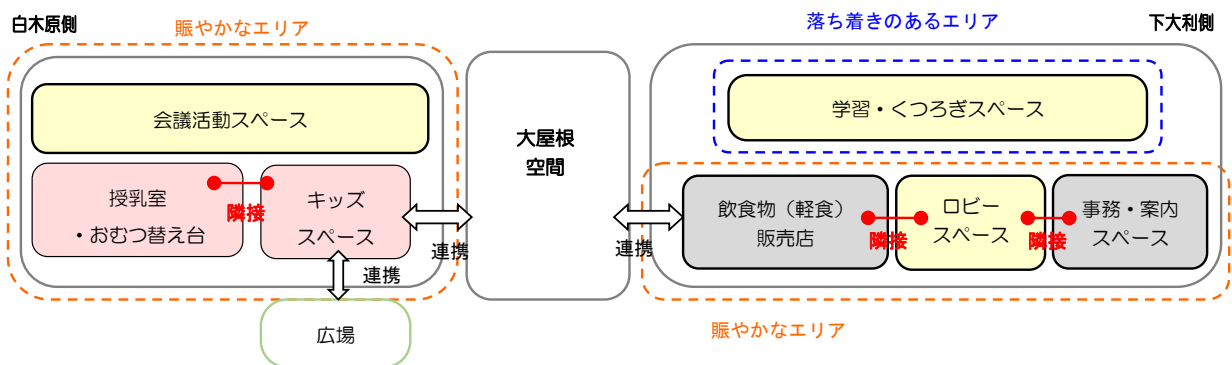 白木原側
賑やかなエリア
会議活動スペース
授乳室
・おむつ替え台
隣接
キッズ
スペース
連携
連携
広場
大屋根
空間
落ち着きのあるエリア
下大利側
学習・くつろぎスペース
連携
飲食物（軽食）
販売店
隣接
ロビー
スペース
隣接
事務・案内
スペース
賑やかなエリア